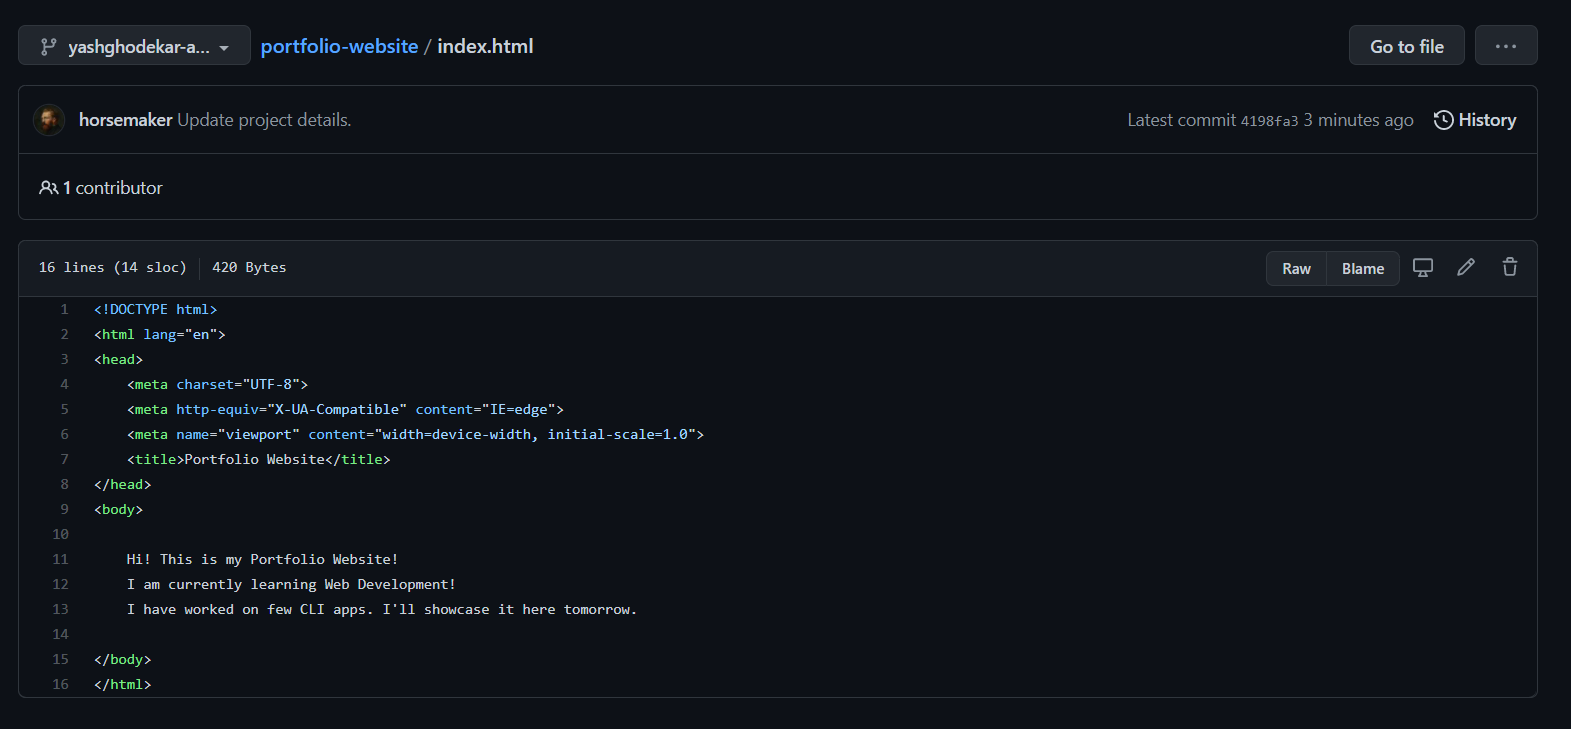 yashghodekar-a... portfolio-website / index.html Go to file ...
horsemaker Update project details. Latest commit 4198fa3 3 minutes ago History
1 contributor
16 lines (14 sloc) 420 Bytes Raw Blame
1 <!DOCTYPE html>
2 <html lang="en">
3 <head>
4     <meta charset="UTF-8">
5     <meta http-equiv="X-UA-Compatible" content="IE=edge">
6     <meta name="viewport" content="width=device-width, initial-scale=1.0">
7     <title>Portfolio Website</title>
8 </head>
9 <body>
10
11     Hi! This is my Portfolio Website!
12     I am currently learning Web Development!
13     I have worked on few CLI apps. I'll showcase it here tomorrow.
14
15 </body>
16 </html>